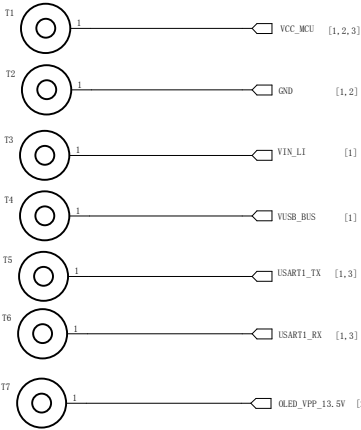 T1 1 VCC_MCU [1,2,3]
T2 1 GND [1,2]
T3 1 VIN_LI [1]
T4 1 VUSB_BUS [1]
T5 1 USART1_TX [1,3]
T6 1 USART1_RX [1,3]
T7 1 OLED_VPP_13.5V [